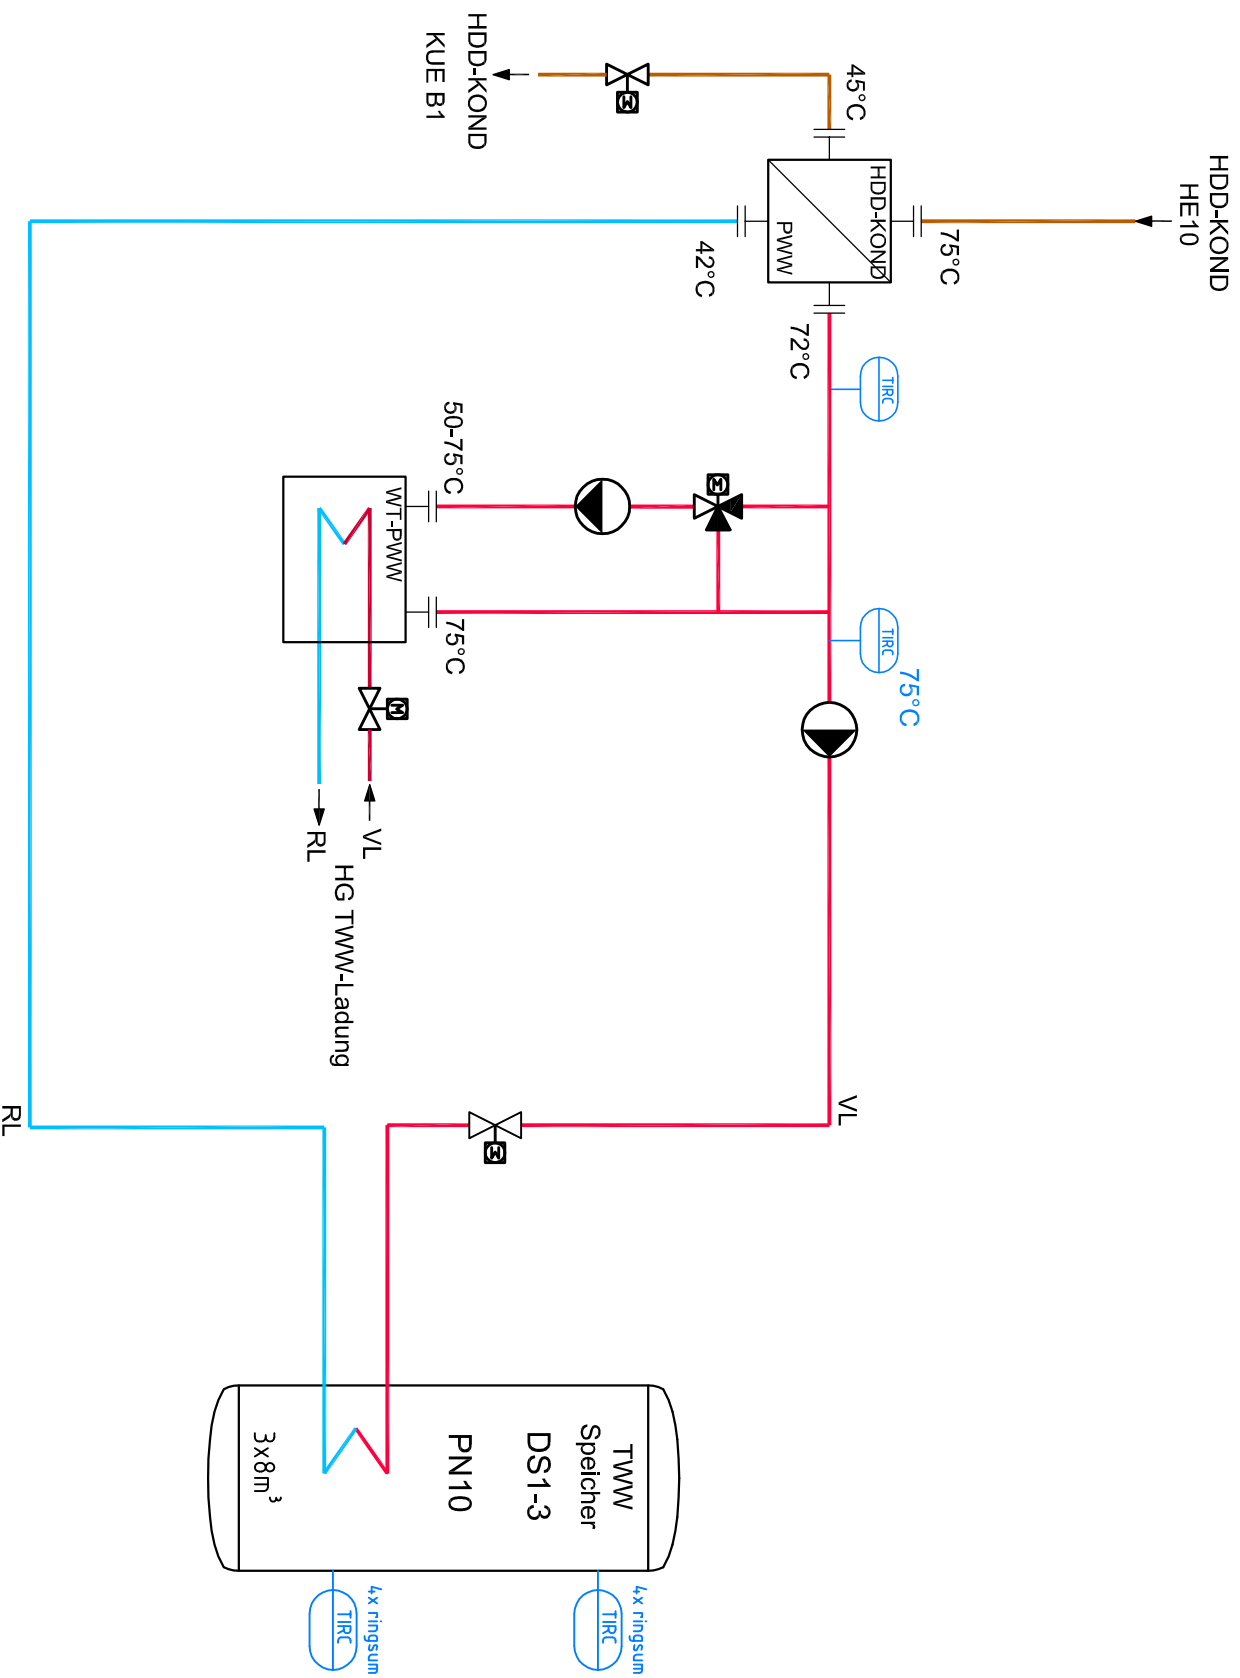 HDD-KOND
HE10
HDD-KOND
KUE B1
45°C
75°C
HDD-KOND
PWW
42°C
72°C
TIRC
TIRC
75°C
50-75°C
WT-PWW
75°C
VL
RL
HG TWW-Ladung
VL
RL
TWW
Speicher
DS1-3
PN10
3x8m³
4x ringsum
TIRC
4x ringsum
TIRC
M
M
M
M